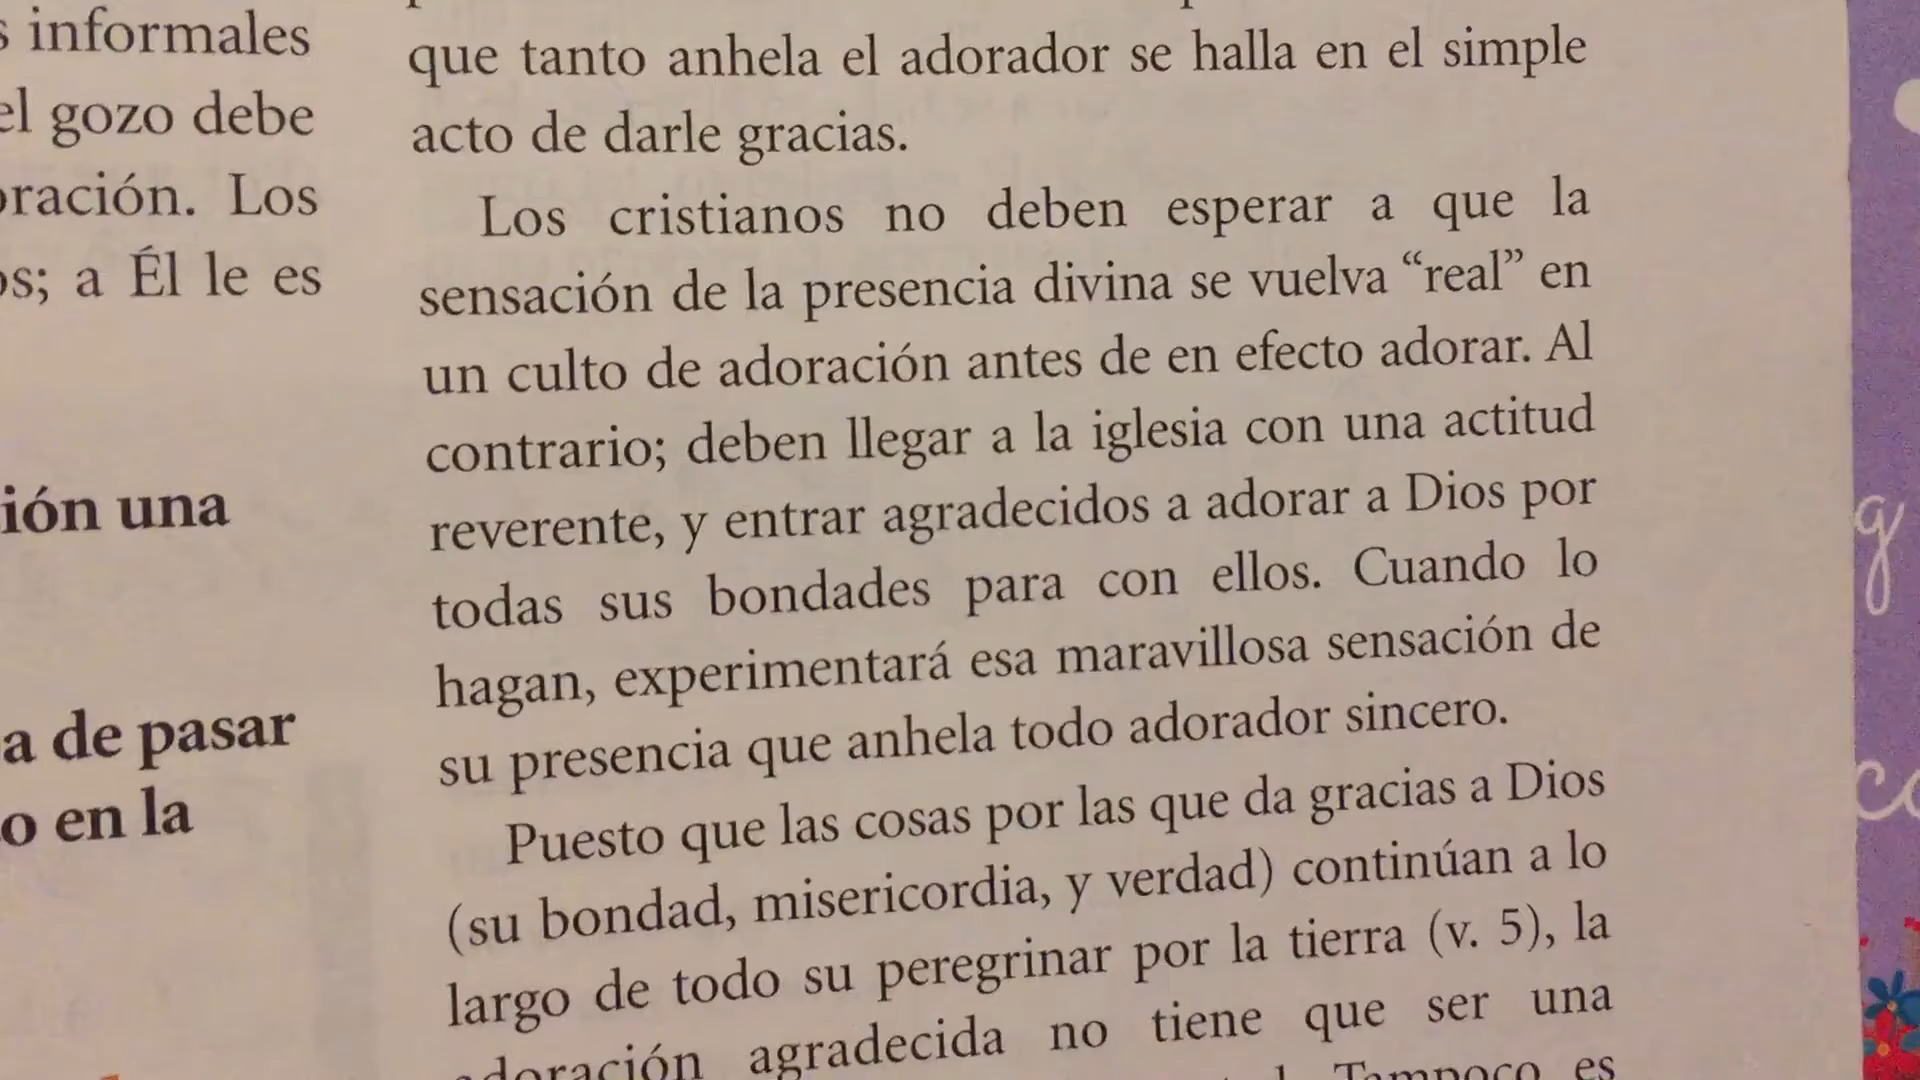 informales
el gozo debe
oración. Los
os; a Él le es
ión una
a de pasar
o en la
que tanto anhela el adorador se halla en el simple
acto de darle gracias.
Los cristianos no deben esperar a que la
sensación de la presencia divina se vuelva “real” en
un culto de adoración antes de en efecto adorar. Al
contrario; deben llegar a la iglesia con una actitud
reverente, y entrar agradecidos a adorar a Dios por
todas sus bondades para con ellos. Cuando lo
hagan, experimentará esa maravillosa sensación de
su presencia que anhela todo adorador sincero.
Puesto que las cosas por las que da gracias a Dios
(su bondad, misericordia, y verdad) continúan a lo
largo de todo su peregrinar por la tierra (v. 5), la
adoración agradecida no tiene que ser una
Tampoco es